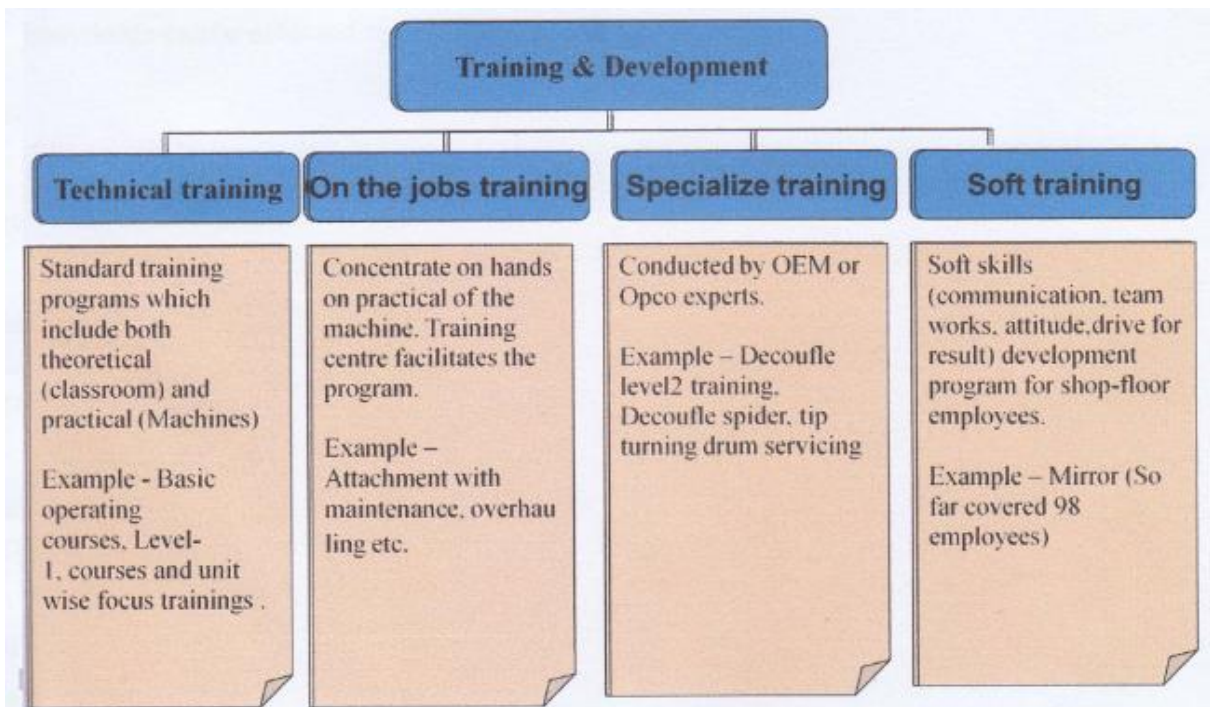 Training & Development
Technical training
On the jobs training
Specialize training
Soft training
Standard training
programs which
include both
theoretical
(classroom) and
practical (Machines)
Example - Basic
operating
courses, Level-
1, courses and unit
wise focus trainings .
Concentrate on hands
on practical of the
machine. Training
centre facilitates the
program.
Example –
Attachment with
maintenance, overhau
ling etc.
Conducted by OEM or
Opco experts.
Example – Decoufle
level2 training,
Decoufle spider, tip
turning drum servicing
Soft skills
(communication, team
works, attitude,drive for
result) development
program for shop-floor
employees.
Example – Mirror (So
far covered 98
employees)